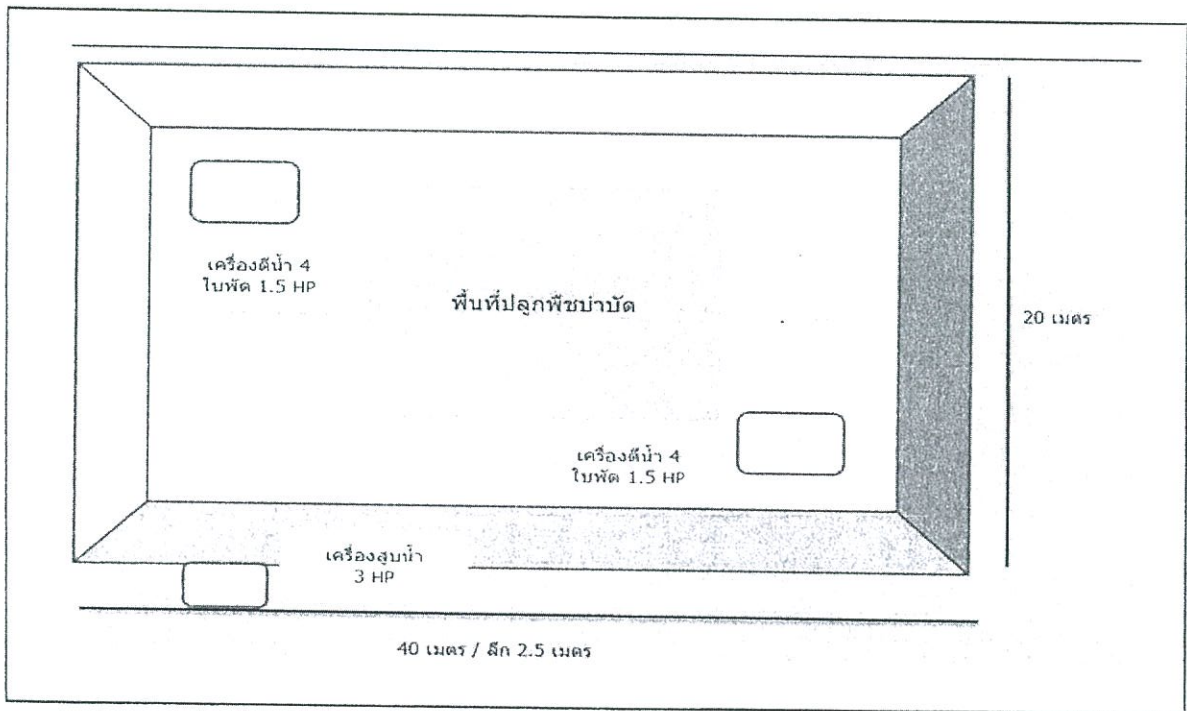 เครื่องตีน้ำ 4
ใบพัด 1.5 HP
พื้นที่ปลูกพืชบำบัด
20 เมตร
เครื่องตีน้ำ 4
ใบพัด 1.5 HP
เครื่องสูบน้ำ
3 HP
40 เมตร / ลึก 2.5 เมตร